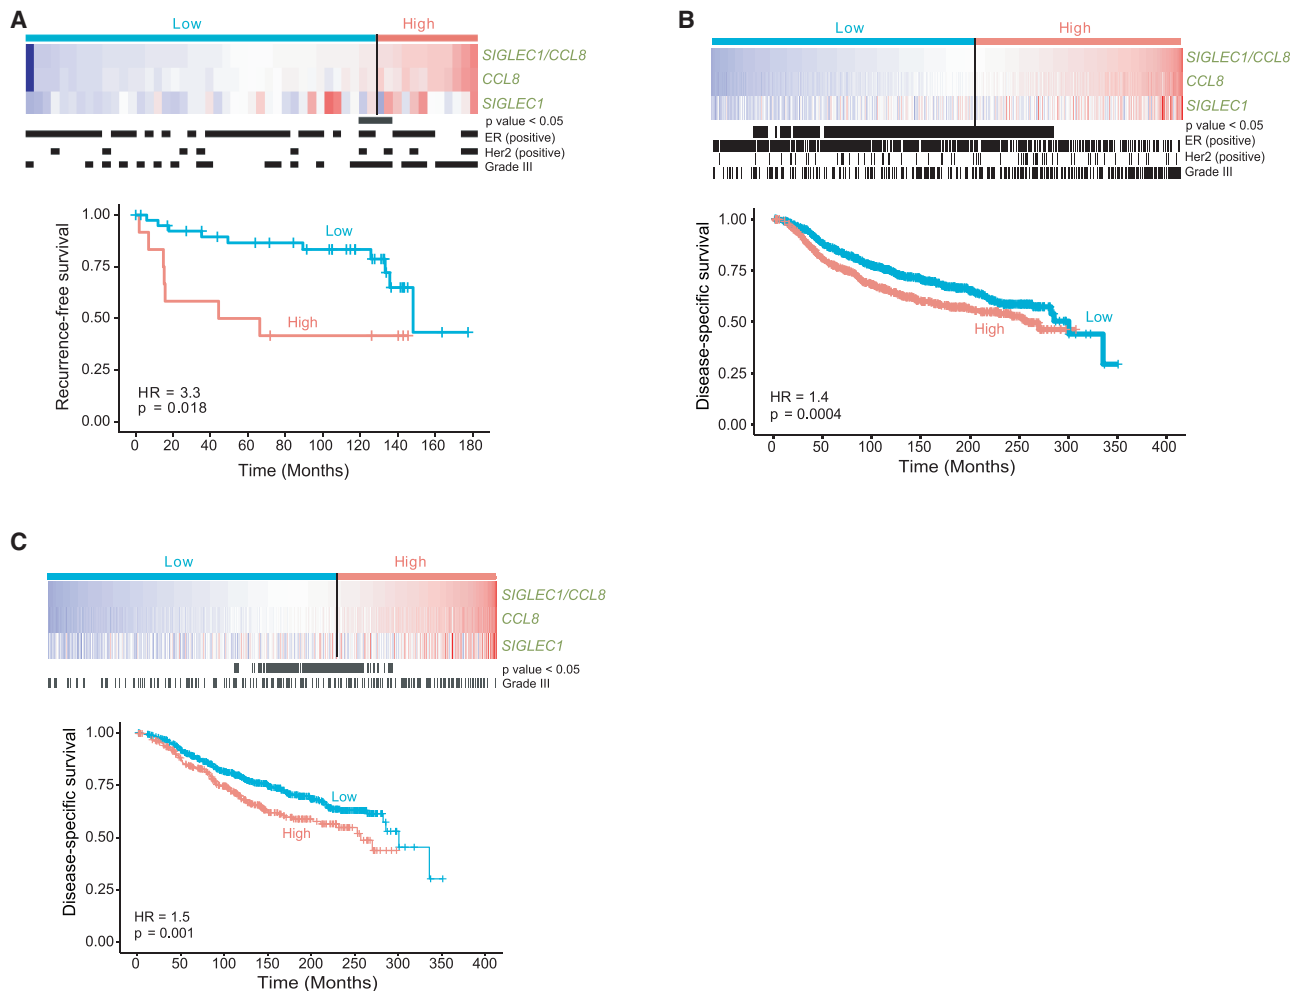 A
Low
High
SIGLEC1/CCL8
CCL8
SIGLEC1
p value < 0.05
ER (positive)
Her2 (positive)
Grade III
1.00
0.75
0.50
0.25
0.00
Recurrence-free survival
Low
High
HR = 3.3
p = 0.018
0 20 40 60 80 100 120 140 160 180
Time (Months)
B
Low
High
SIGLEC1/CCL8
CCL8
SIGLEC1
p value < 0.05
ER (positive)
Her2 (positive)
Grade III
1.00
0.75
0.50
0.25
0.00
Disease-specific survival
Low
High
HR = 1.4
p = 0.0004
0 50 100 150 200 250 300 350 400
Time (Months)
C
Low
High
SIGLEC1/CCL8
CCL8
SIGLEC1
p value < 0.05
Grade III
1.00
0.75
0.50
0.25
0.00
Disease-specific survival
Low
High
HR = 1.5
p = 0.001
0 50 100 150 200 250 300 350 400
Time (Months)